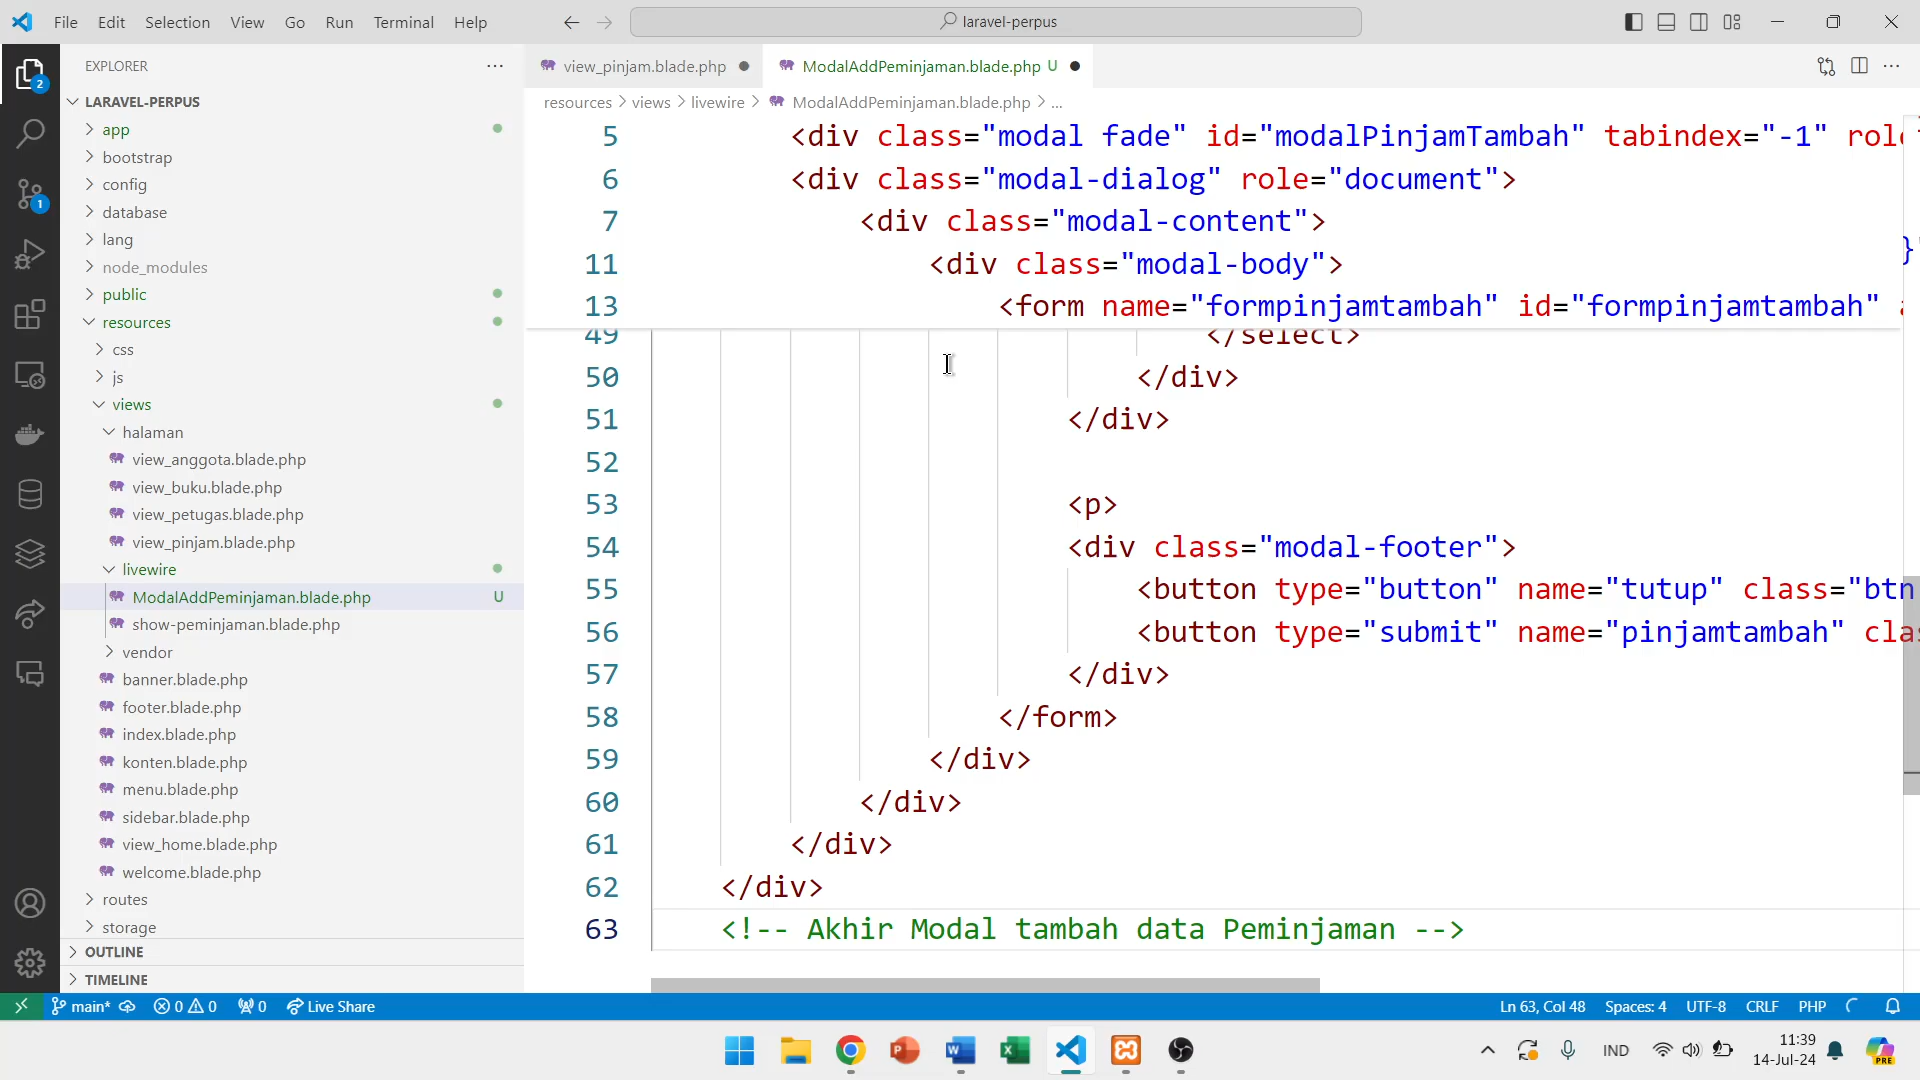 File Edit Selection View Go Run Terminal Help
laravel-perpus
EXPLORER
LARAVEL-PERPUS
app
bootstrap
config
database
lang
node_modules
public
resources
css
js
views
halaman
view_anggota.blade.php
view_buku.blade.php
view_petugas.blade.php
view_pinjam.blade.php
livewire
ModalAddPeminjaman.blade.php U
show-peminjaman.blade.php
vendor
banner.blade.php
footer.blade.php
index.blade.php
konten.blade.php
menu.blade.php
sidebar.blade.php
view_home.blade.php
welcome.blade.php
routes
storage
OUTLINE
TIMELINE
view_pinjam.blade.php ModalAddPeminjaman.blade.php U
resources > views > livewire > ModalAddPeminjaman.blade.php > ...
5 <div class="modal fade" id="modalPinjamTambah" tabindex="-1" role
6 <div class="modal-dialog" role="document">
7 <div class="modal-content">
11 <div class="modal-body">
13 <form name="formpinjamtambah" id="formpinjamtambah" a
49 </select>
50 </div>
51 </div>
52
53 <p>
54 <div class="modal-footer">
55 <button type="button" name="tutup" class="btn
56 <button type="submit" name="pinjamtambah" clas
57 </div>
58 </form>
59 </div>
60 </div>
61 </div>
62 </div>
63 <!-- Akhir Modal tambah data Peminjaman -->
main* 0 0 0 Live Share Ln 63, Col 48 Spaces: 4 UTF-8 CRLF PHP
IND 11:39
14-Jul-24
2
1
PRE